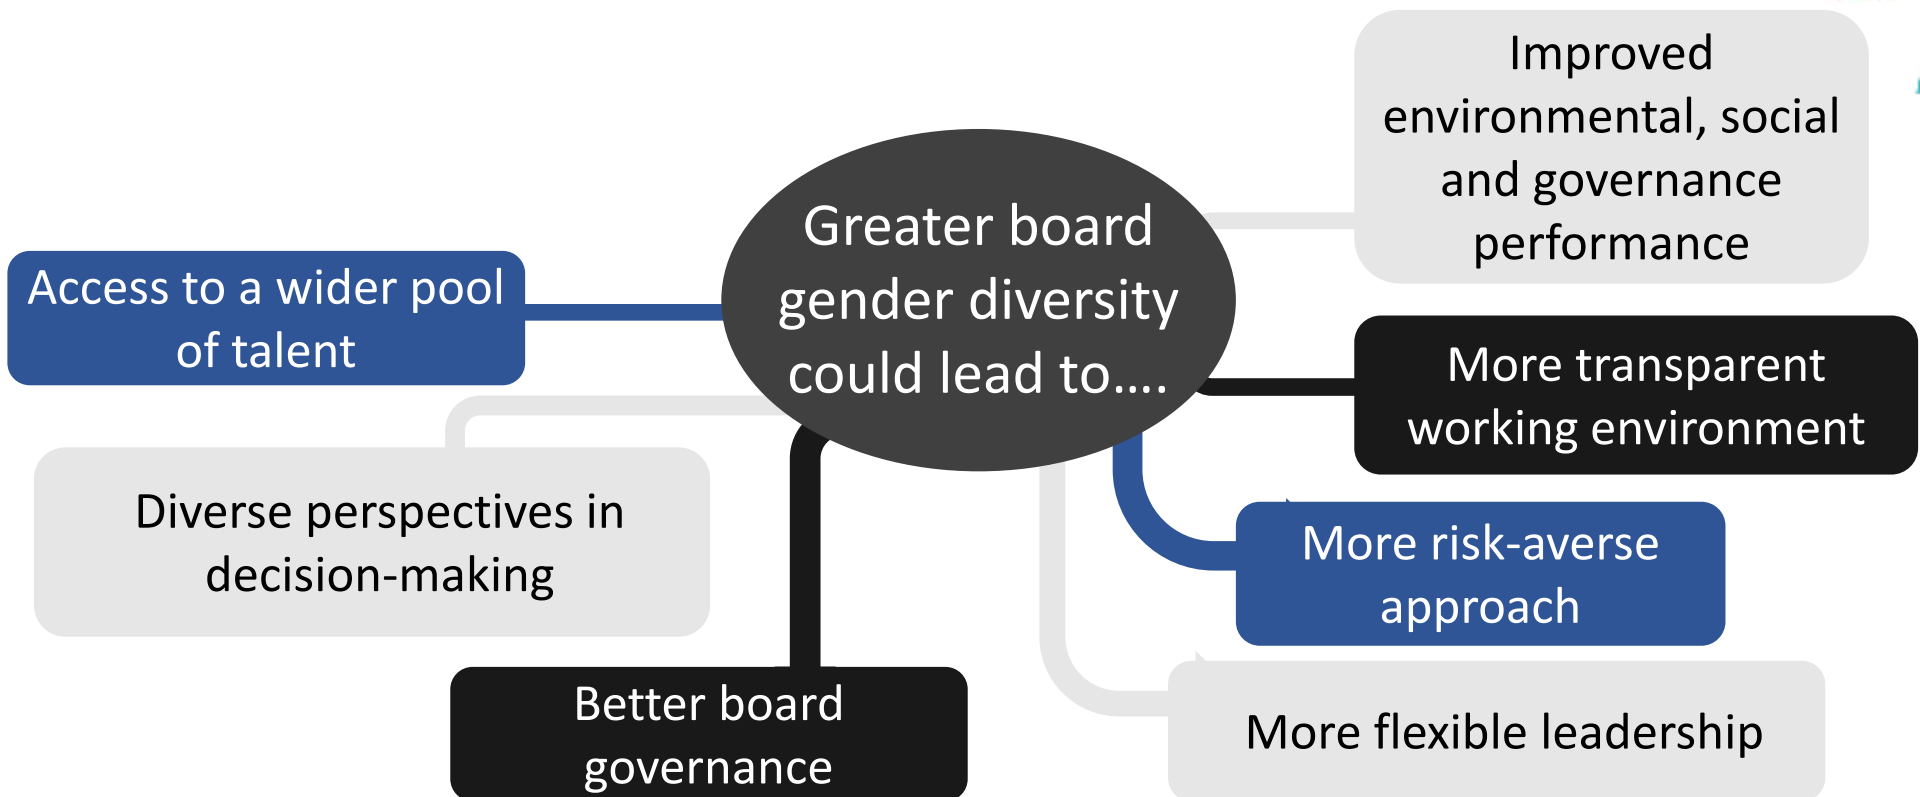 Improved
environmental, social
and governance
performance
Greater board
gender diversity
could lead to....
Access to a wider pool
of talent
More transparent
working environment
Diverse perspectives in
decision-making
More risk-averse
approach
Better board
governance
More flexible leadership